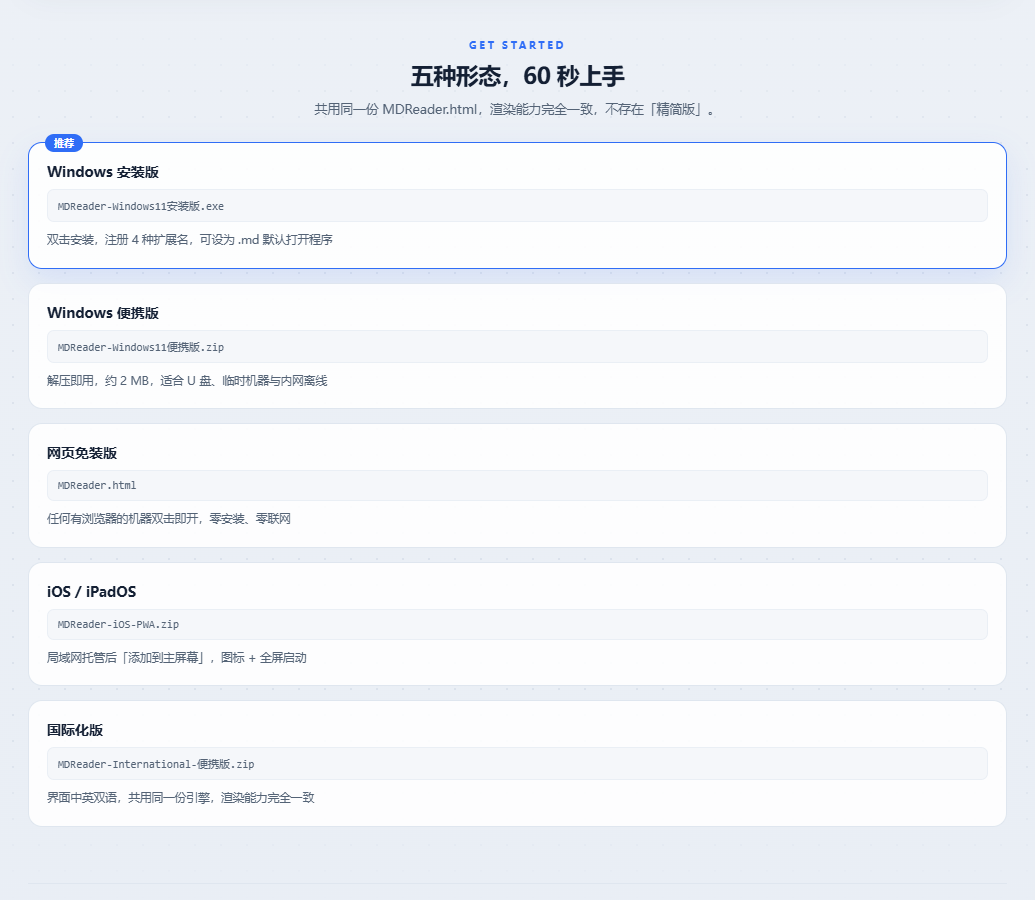 GET STARTED
五种形态，60 秒上手
共用同一份 MDReader.html，渲染能力完全一致，不存在「精简版」。
推荐
Windows 安装版
MDReader-Windows11安装版.exe
双击安装，注册 4 种扩展名，可设为 .md 默认打开程序
Windows 便携版
MDReader-Windows11便携版.zip
解压即用，约 2 MB，适合 U 盘、临时机器与内网离线
网页免装版
MDReader.html
任何有浏览器的机器双击即开，零安装、零联网
iOS / iPadOS
MDReader-iOS-PWA.zip
局域网托管后「添加到主屏幕」，图标 + 全屏启动
国际化版
MDReader-International-便携版.zip
界面中英双语，共用同一份引擎，渲染能力完全一致